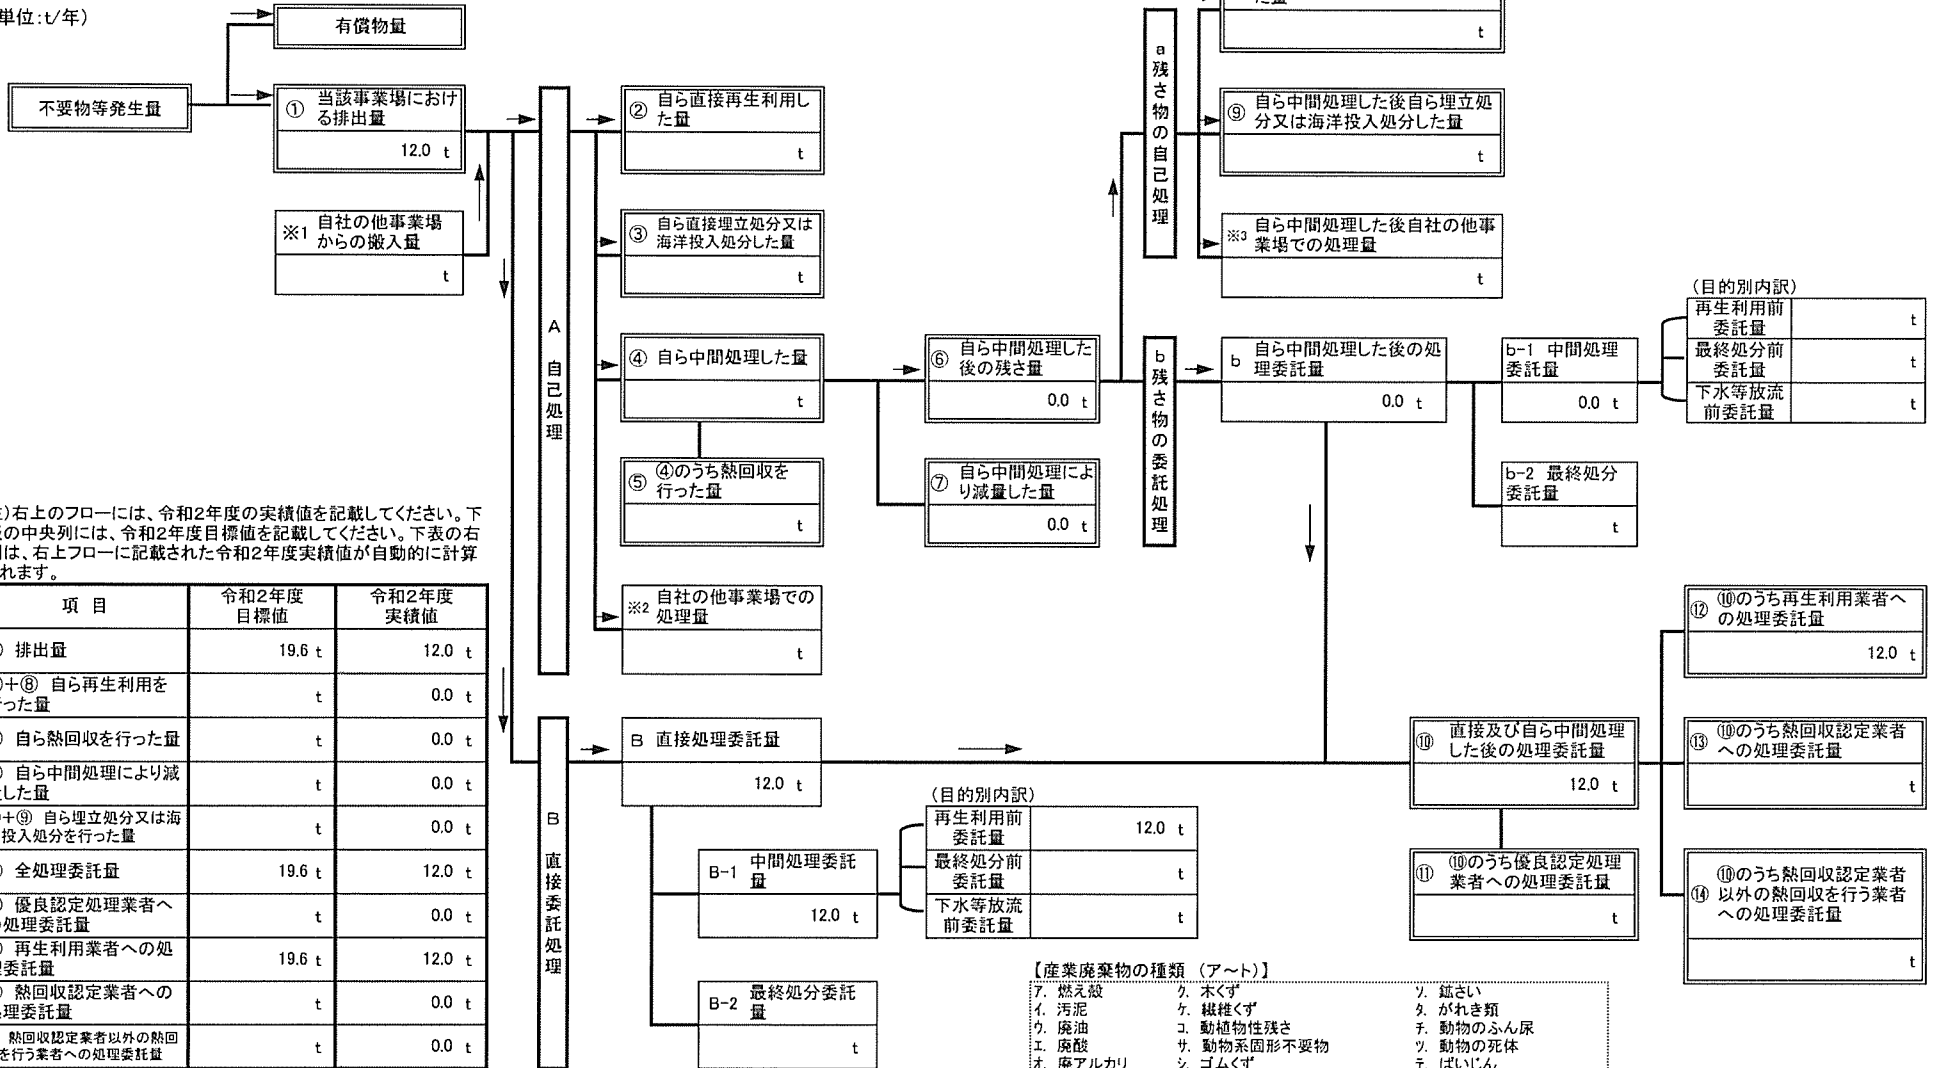 単位:t/年)
有償物量
不要物等発生量
① 当該事業場におけ
る排出量
12.0 t
※1 自社の他事業場
からの搬入量
t
A 自己処理
② 自ら直接再生利用し
た量
t
③ 自ら直接埋立処分又は
海洋投入処分した量
t
④ 自ら中間処理した量
t
⑤ ④のうち熱回収を
行った量
t
※2 自社の他事業場での
処理量
t
⑥ 自ら中間処理した
後の残さ量
0.0 t
⑦ 自ら中間処理によ
り減量した量
0.0 t
a 残さ物の自己処理
t
⑨ 自ら中間処理した後自ら埋立処
分又は海洋投入処分した量
t
※3 自ら中間処理した後自社の他事
業場での処理量
t
b 残さ物の委託処理
b 自ら中間処理した後の処
理委託量
0.0 t
b-1 中間処理
委託量
0.0 t
(目的別内訳)
再生利用前
委託量 t
最終処分前
委託量 t
下水等放流
前委託量 t
b-2 最終処分
委託量
t
)右上のフローには、令和2年度の実績値を記載してください。下
の中央列には、令和2年度目標値を記載してください。下表の右
は、右上フローに記載された令和2年度実績値が自動的に計算
れます。
項 目 令和2年度
目標値 令和2年度
実績値
) 排出量 19.6 t 12.0 t
)+⑧ 自ら再生利用を
った量 t 0.0 t
) 自ら熱回収を行った量 t 0.0 t
) 自ら中間処理により減
した量 t 0.0 t
+⑨ 自ら埋立処分又は海
投入処分を行った量 t 0.0 t
) 全処理委託量 19.6 t 12.0 t
) 優良認定処理業者へ
処理委託量 t 0.0 t
) 再生利用業者への処
委託量 19.6 t 12.0 t
) 熱回収認定業者への
理委託量 t 0.0 t
熱回収認定業者以外の熱回
を行う業者への処理委託量 t 0.0 t
B 直接委託処理
B 直接処理委託量
12.0 t
B-1 中間処理委託
量
12.0 t
(目的別内訳)
再生利用前
委託量 12.0 t
最終処分前
委託量 t
下水等放流
前委託量 t
B-2 最終処分委託
量
t
⑩ 直接及び自ら中間処理
した後の処理委託量
12.0 t
⑪ ⑩のうち優良認定処理
業者への処理委託量
t
⑫ ⑩のうち再生利用業者へ
の処理委託量
12.0 t
⑬ ⑩のうち熱回収認定業者
への処理委託量
t
⑭ ⑩のうち熱回収認定業者
以外の熱回収を行う業者
への処理委託量
t
【産業廃棄物の種類 (ア~ト)】
ア. 燃え殻 ク. 木くず ソ. 鉱さい
イ. 汚泥 ケ. 繊維くず タ. がれき類
ウ. 廃油 コ. 動植物性残さ チ. 動物のふん尿
エ. 廃酸 サ. 動物系固形不要物 ツ. 動物の死体
オ. 廃アルカリ シ. ゴムくず テ. ばいじん